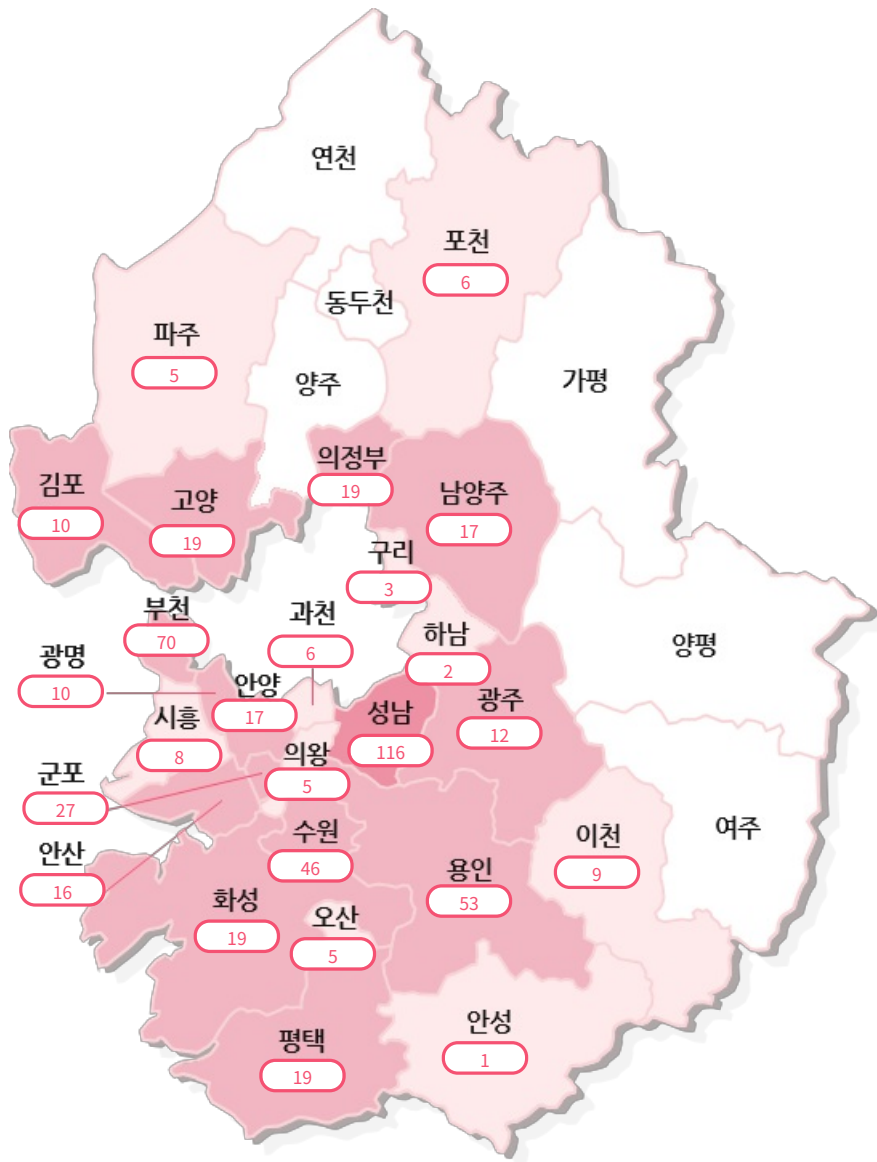 연천
포천
6
동두천
파주
5
양주
가평
의정부
19
김포
10
고양
19
남양주
17
구리
3
부천
70
과천
6
하남
2
양평
광명
10
안양
17
시흥
8
성남
116
광주
12
의왕
5
군포
27
수원
46
이천
9
여주
안산
16
용인
53
화성
19
오산
5
안성
1
평택
19